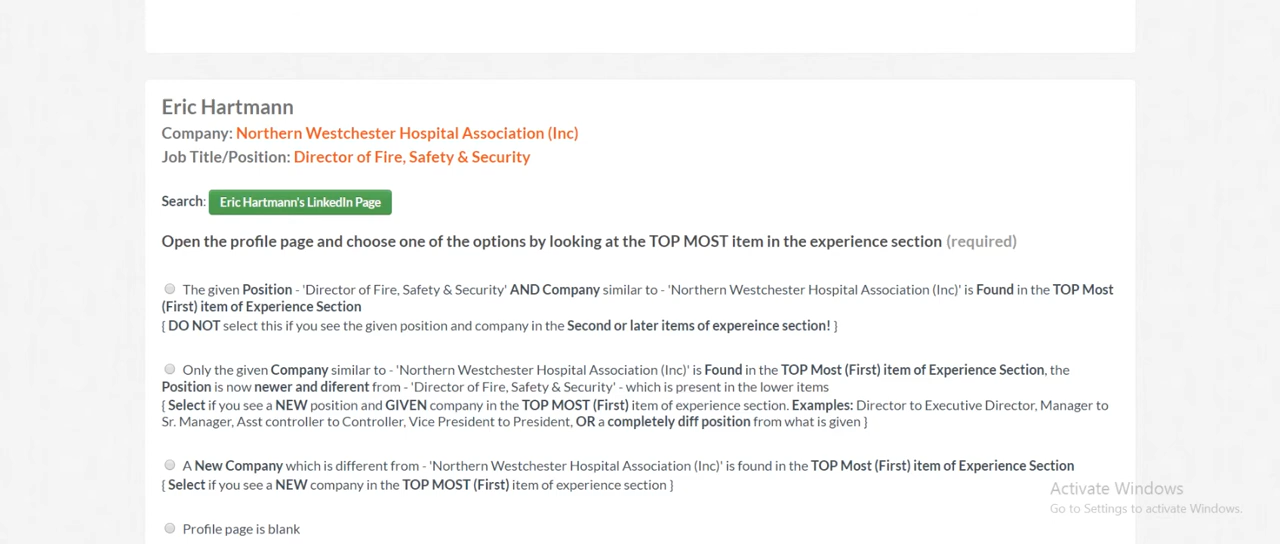 Eric Hartmann
Company: Northern Westchester Hospital Association (Inc)
Job Title/Position: Director of Fire, Safety & Security
Search: Eric Hartmann's LinkedIn Page
Open the profile page and choose one of the options by looking at the TOP MOST item in the experience section (required)
The given Position - 'Director of Fire, Safety & Security' AND Company similar to - 'Northern Westchester Hospital Association (Inc)' is Found in the TOP Most
(First) item of Experience Section
{ DO NOT select this if you see the given position and company in the Second or later items of expereince section! }
Only the given Company similar to - 'Northern Westchester Hospital Association (Inc)' is Found in the TOP Most (First) item of Experience Section, the
Position is now newer and diferent from - 'Director of Fire, Safety & Security' - which is present in the lower items
{ Select if you see a NEW position and GIVEN company in the TOP MOST (First) item of experience section. Examples: Director to Executive Director, Manager to
Sr. Manager, Asst controller to Controller, Vice President to President, OR a completely diff position from what is given }
A New Company which is different from - 'Northern Westchester Hospital Association (Inc)' is found in the TOP Most (First) item of Experience Section
{ Select if you see a NEW company in the TOP MOST (First) item of experience section }
Activate Windows
Go to Settings to activate Windows.
Profile page is blank